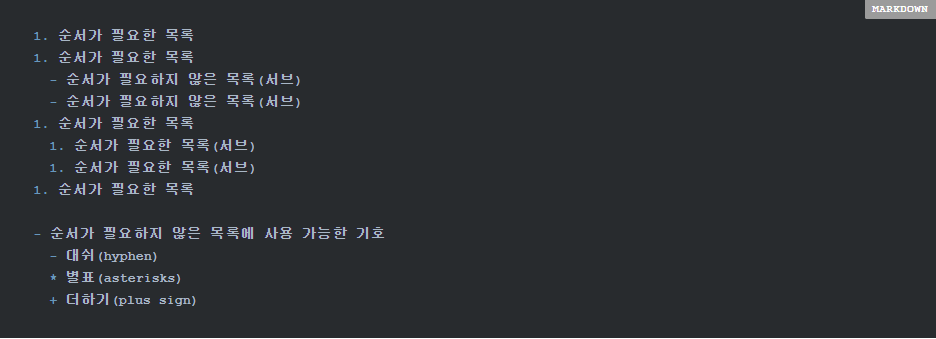 MARKDOWN
1. 순서가 필요한 목록
1. 순서가 필요한 목록
- 순서가 필요하지 않은 목록(서브)
- 순서가 필요하지 않은 목록(서브)
1. 순서가 필요한 목록
1. 순서가 필요한 목록(서브)
1. 순서가 필요한 목록(서브)
1. 순서가 필요한 목록
- 순서가 필요하지 않은 목록에 사용 가능한 기호
- 대쉬(hyphen)
* 별표(asterisks)
+ 더하기(plus sign)